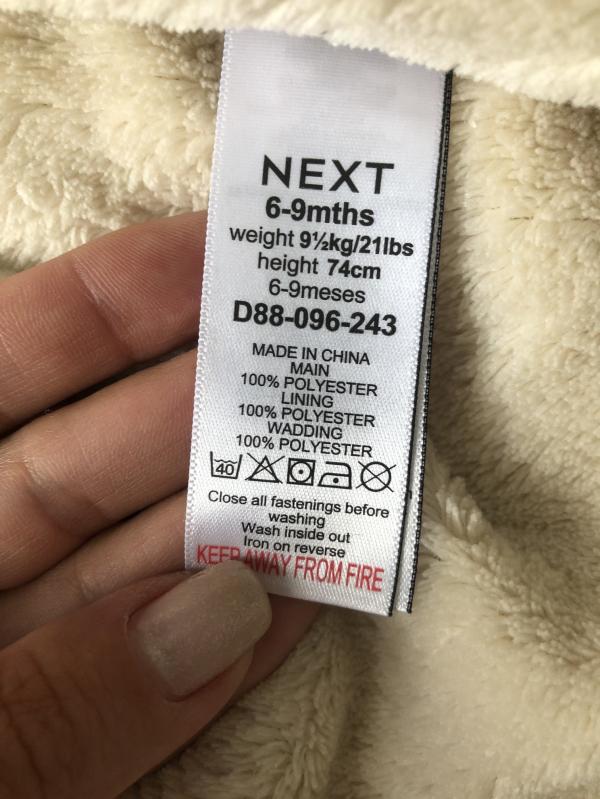 NEXT
6-9mths
weight 9½kg/21lbs
height 74cm
6-9meses
D88-096-243
MADE IN CHINA
MAIN
100% POLYESTER
LINING
100% POLYESTER
WADDING
100% POLYESTER
40
Close all fastenings before
washing
Wash inside out
Iron on reverse
KEEP AWAY FROM FIRE